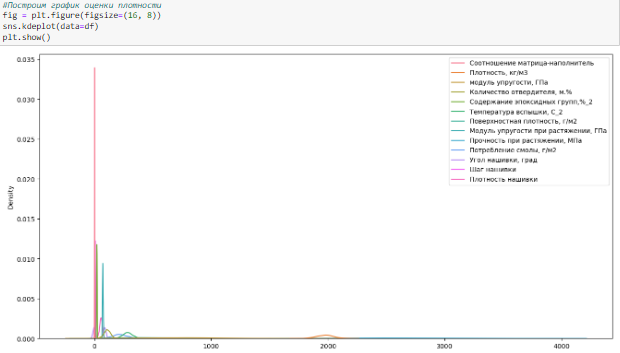 #Построим график оценки плотности
fig = plt.figure(figsize=(16, 8))
sns.kdeplot(data=df)
plt.show()
0.035
0.030
0.025
0.020
0.015
0.010
0.005
0.000
Density
0 1000 2000 3000 4000
Соотношение матрица-наполнитель
Плотность, кг/м3
модуль упругости, ГПа
Количество отвердителя, м.%
Содержание эпоксидных групп,%_2
Температура вспышки, С_2
Поверхностная плотность, г/м2
Модуль упругости при растяжении, ГПа
Прочность при растяжении, МПа
Потребление смолы, г/м2
Угол нашивки, град
Шаг нашивки
Плотность нашивки